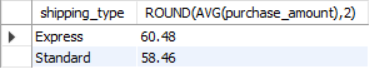 shipping_type ROUND(AVG(purchase_amount),2)
Express 60.48
Standard 58.46